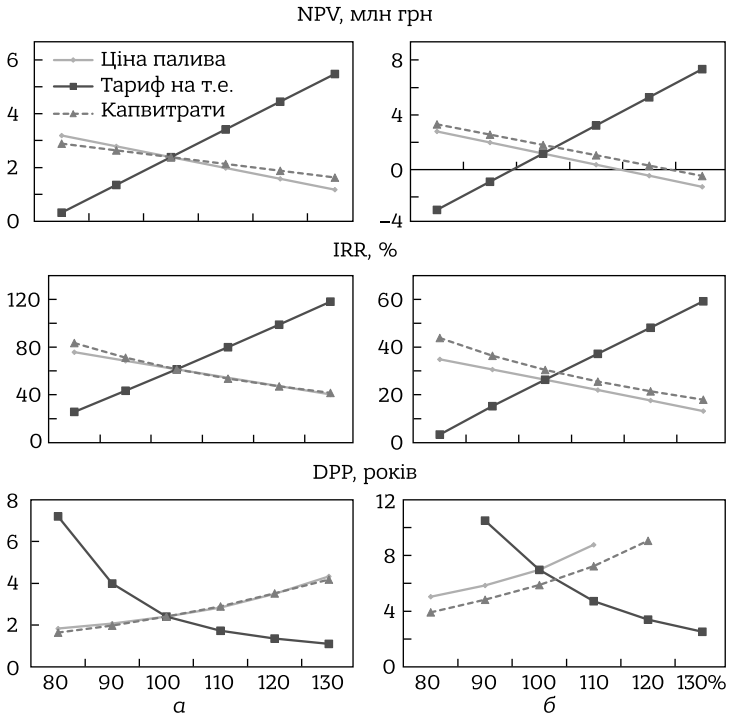 NPV, млн грн
6
4
2
0
Ціна палива
Тариф на т.е.
Капвитрати
8
4
0
–4
IRR, %
120
80
40
0
60
40
20
0
DPP, років
8
6
4
2
0
80 90 100 110 120 130
а
12
8
4
0
80 90 100 110 120 130%
б